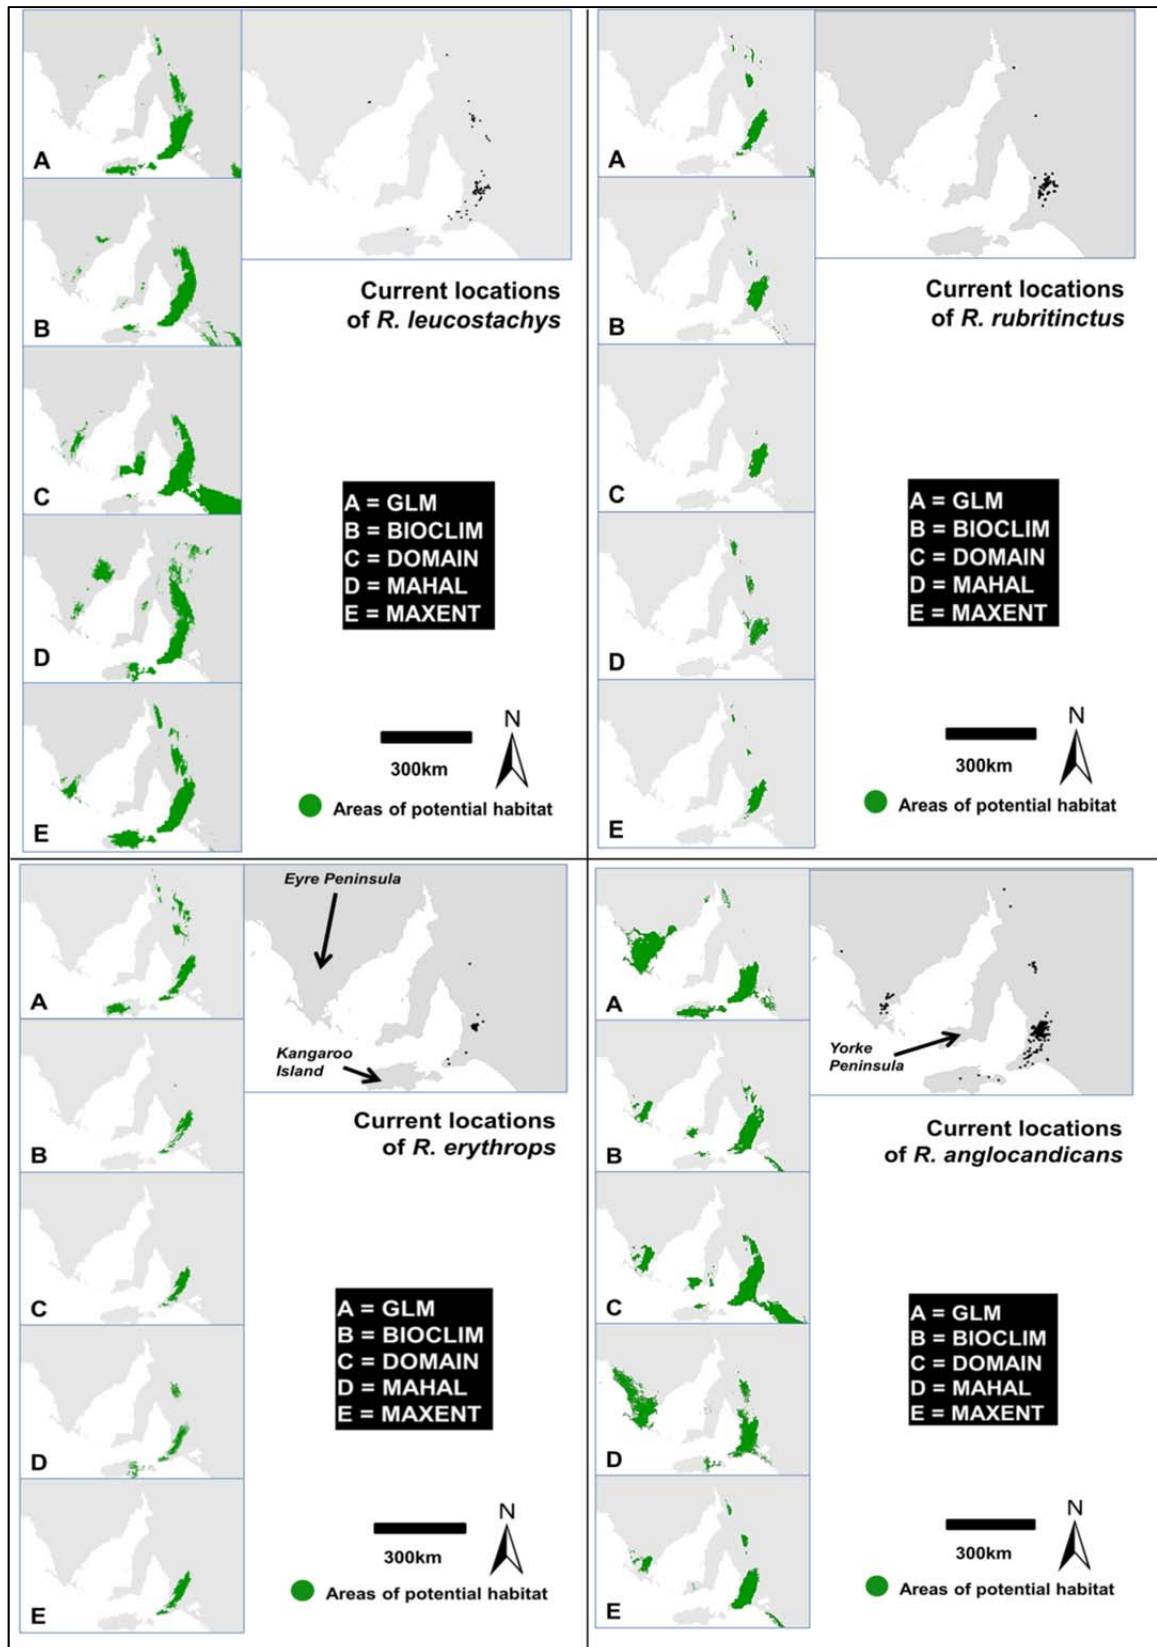 A
B
C
D
E
Current locations
of R. leucostachys
A = GLM
B = BIOCLIM
C = DOMAIN
D = MAHAL
E = MAXENT
N
300km
Areas of potential habitat
A
B
C
D
E
Current locations
of R. rubritinctus
A = GLM
B = BIOCLIM
C = DOMAIN
D = MAHAL
E = MAXENT
N
300km
Areas of potential habitat
A
B
C
D
E
Eyre Peninsula
Kangaroo
Island
Current locations
of R. erythrops
A = GLM
B = BIOCLIM
C = DOMAIN
D = MAHAL
E = MAXENT
N
300km
Areas of potential habitat
A
B
C
D
E
Yorke
Peninsula
Current locations
of R. anglocandicans
A = GLM
B = BIOCLIM
C = DOMAIN
D = MAHAL
E = MAXENT
N
300km
Areas of potential habitat